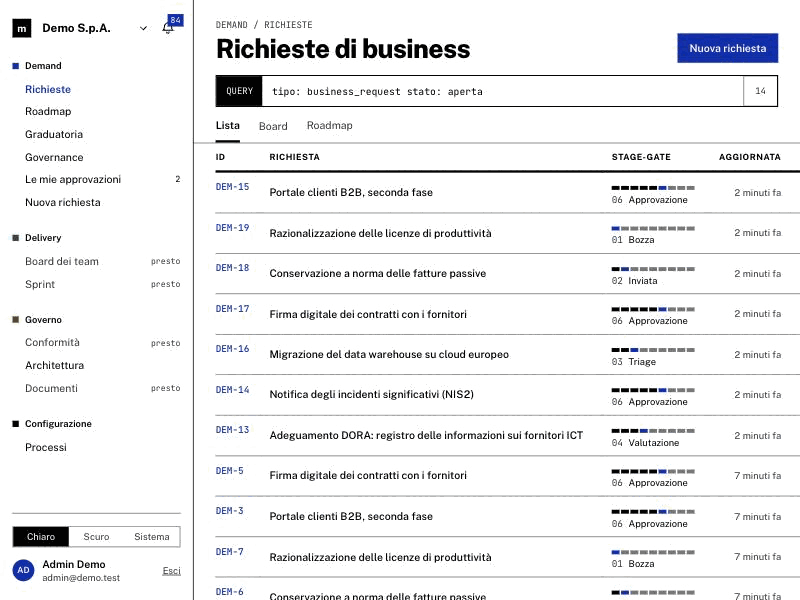 m Demo S.p.A. 84
Demand
Richieste
Roadmap
Graduatoria
Governance
Le mie approvazioni 2
Nuova richiesta
Delivery
Board dei team presto
Sprint presto
Governo
Conformità presto
Architettura
Documenti presto
Configurazione
Processi
Chiaro Scuro Sistema
AD Admin Demo
admin@demo.test
Esci
DEMAND / RICHIESTE
Richieste di business
Nuova richiesta
QUERY tipo: business_request stato: aperta 14
Lista Board Roadmap
ID RICHIESTA STAGE-GATE AGGIORNATA
DEM-15 Portale clienti B2B, seconda fase 06 Approvazione 2 minuti fa
DEM-19 Razionalizzazione delle licenze di produttività 01 Bozza 2 minuti fa
DEM-18 Conservazione a norma delle fatture passive 02 Inviata 2 minuti fa
DEM-17 Firma digitale dei contratti con i fornitori 06 Approvazione 2 minuti fa
DEM-16 Migrazione del data warehouse su cloud europeo 03 Triage 2 minuti fa
DEM-14 Notifica degli incidenti significativi (NIS2) 06 Approvazione 2 minuti fa
DEM-13 Adeguamento DORA: registro delle informazioni sui fornitori ICT 04 Valutazione 2 minuti fa
DEM-5 Firma digitale dei contratti con i fornitori 06 Approvazione 7 minuti fa
DEM-3 Portale clienti B2B, seconda fase 06 Approvazione 7 minuti fa
DEM-7 Razionalizzazione delle licenze di produttività 01 Bozza 7 minuti fa
DEM-6 Conservazione a norma delle fatture passive 7 minuti fa